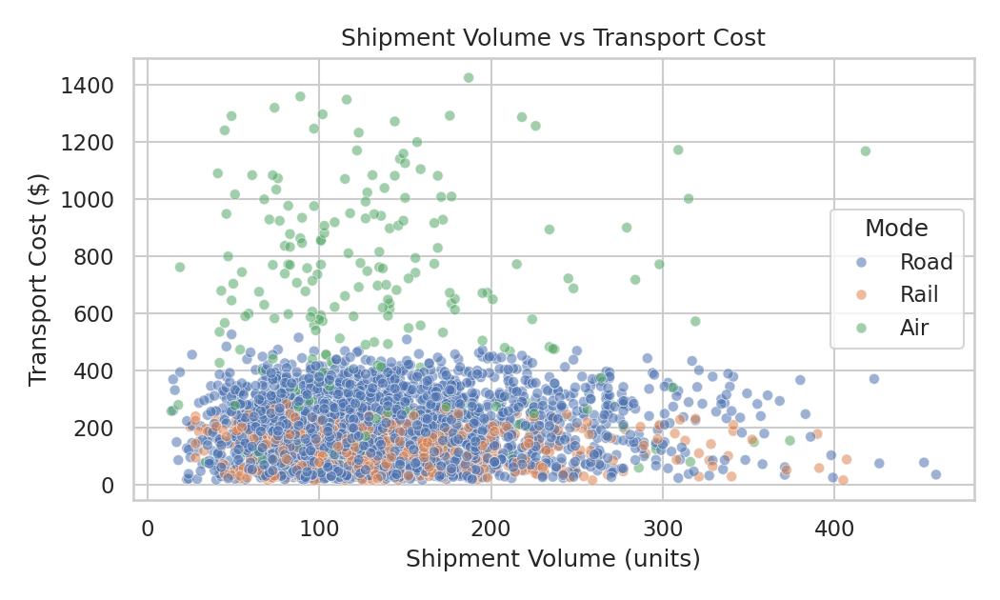 Shipment Volume vs Transport Cost
1400
1200
1000
800
600
400
200
0
Transport Cost ($)
0 100 200 300 400
Shipment Volume (units)
Mode
Road
Rail
Air